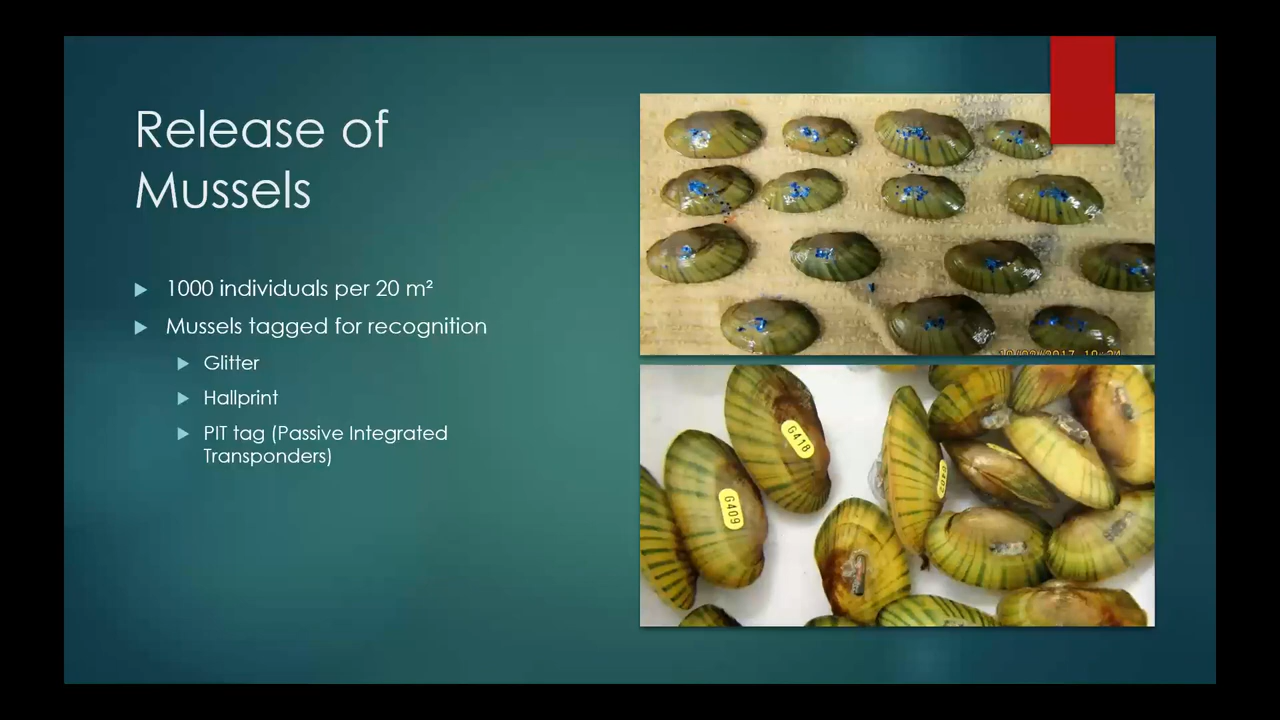 Release of
Mussels
1000 individuals per 20 m²
Mussels tagged for recognition
Glitter
Hallprint
PIT tag (Passive Integrated
Transponders)
G418
G409